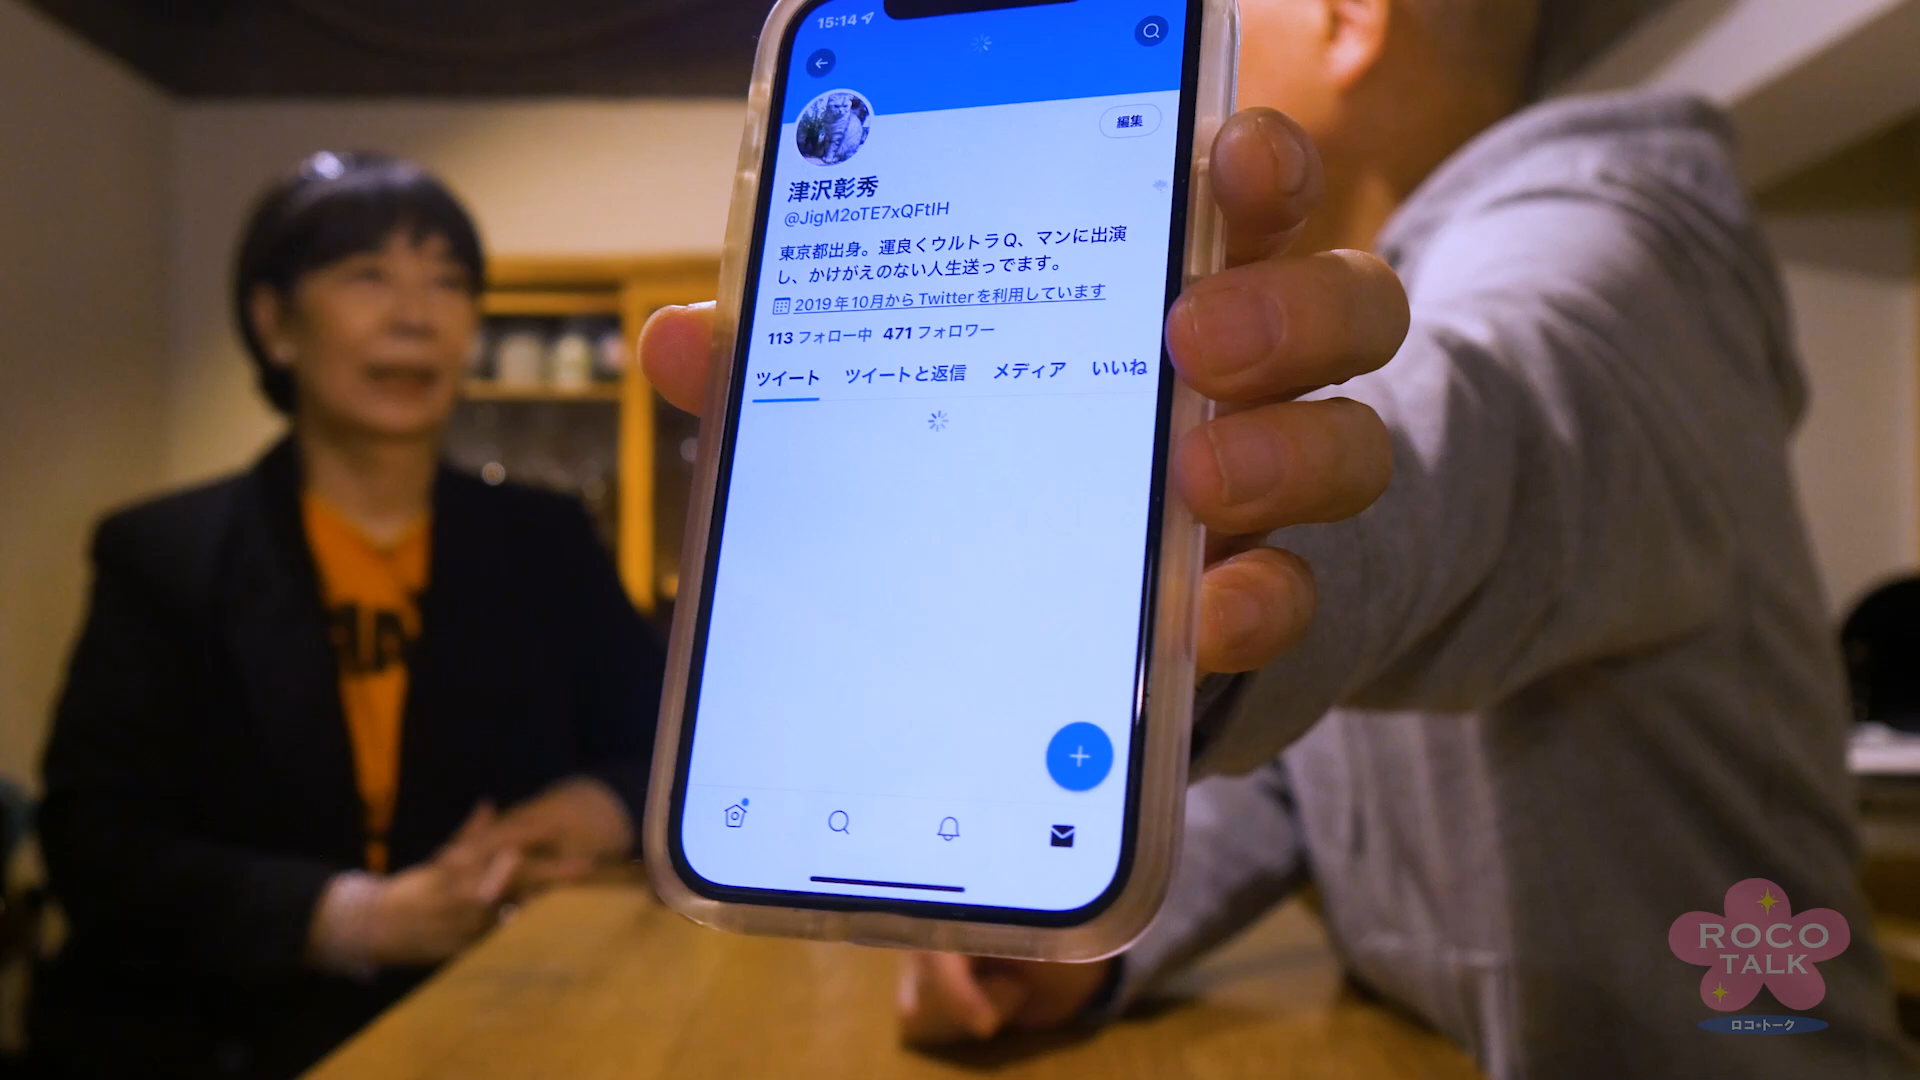 15:14
編集
津沢彰秀
@JigM2oTE7xQFtIH
東京都出身。運良くウルトラQ、マンに出演
し、かけがえのない人生送ってます。
2019年10月からTwitterを利用しています
113 フォロー中 471 フォロワー
ツイート ツイートと返信 メディア いいね
ROCO
TALK
ロコ・トーク